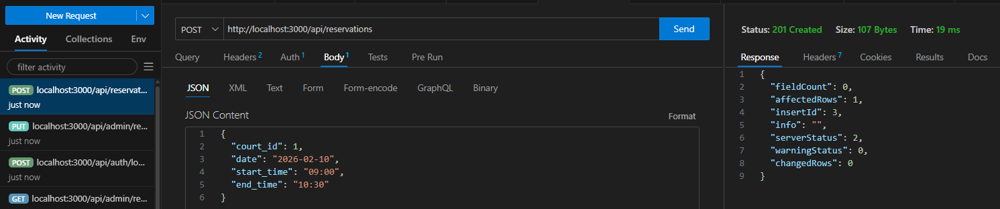 New Request
Activity Collections Env
filter activity
POST localhost:3000/api/reservat...
just now
PUT localhost:3000/api/admin/re...
just now
POST localhost:3000/api/auth/lo...
just now
GET localhost:3000/api/admin/re...
POST http://localhost:3000/api/reservations Send
Query Headers 2 Auth 1 Body 1 Tests Pre Run
JSON XML Text Form Form-encode GraphQL Binary
JSON Content Format
1 {
2 "court_id": 1,
3 "date": "2026-02-10",
4 "start_time": "09:00",
5 "end_time": "10:30"
6 }
Status: 201 Created Size: 107 Bytes Time: 19 ms
Response Headers 7 Cookies Results Docs
1 {
2 "fieldCount": 0,
3 "affectedRows": 1,
4 "insertId": 3,
5 "info": "",
6 "serverStatus": 2,
7 "warningStatus": 0,
8 "changedRows": 0
9 }